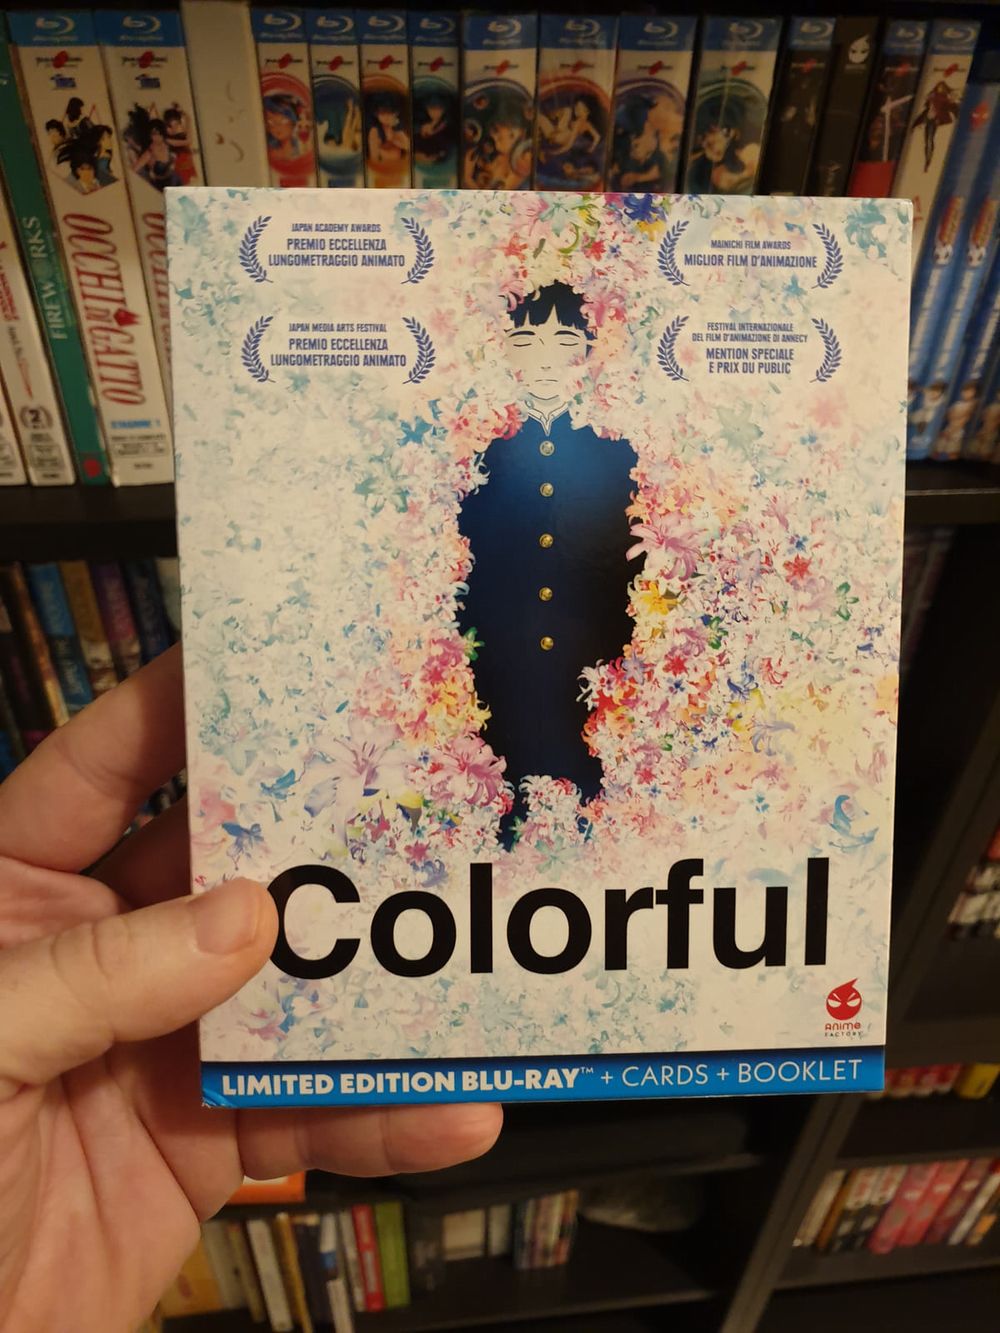 FIREWORKS
OCCHI DI GATTO
STAGIONE 1
JAPAN ACADEMY AWARDS
PREMIO ECCELLENZA
LUNGOMETRAGGIO ANIMATO
MAINICHI FILM AWARDS
MIGLIOR FILM D'ANIMAZIONE
JAPAN MEDIA ARTS FESTIVAL
PREMIO ECCELLENZA
LUNGOMETRAGGIO ANIMATO
FESTIVAL INTERNAZIONALE
DEL FILM D'ANIMAZIONE DI ANNECY
MENTION SPECIALE
E PRIX DU PUBLIC
Colorful
ANIME
FACTORY
LIMITED EDITION BLU-RAY™ + CARDS + BOOKLET